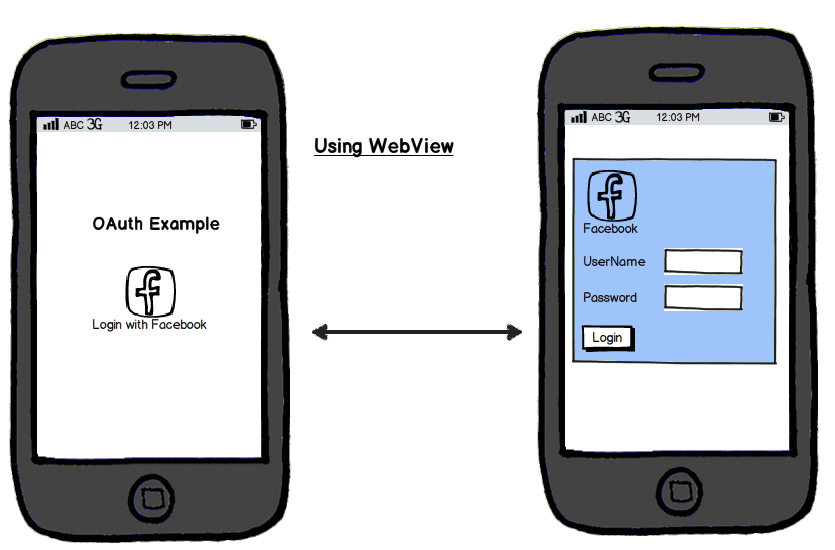 ABC 3G 12:03 PM
OAuth Example
Login with Facebook
Using WebView
ABC 3G 12:03 PM
Facebook
UserName
Password
Login